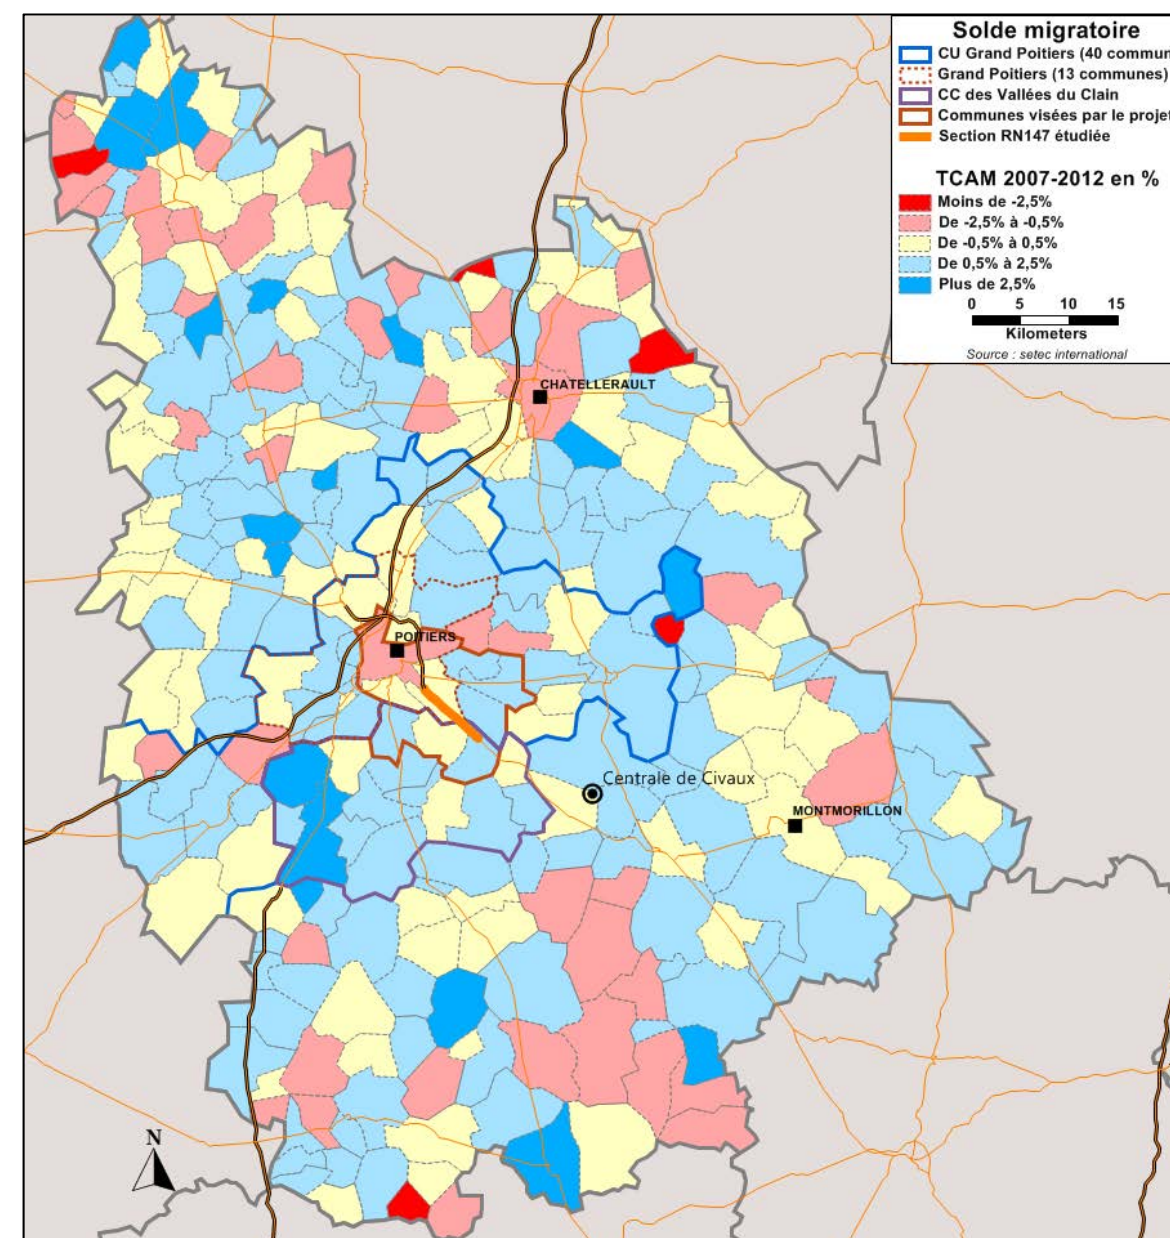 Solde migratoire
CU Grand Poitiers (40 commun
Grand Poitiers (13 communes)
CC des Vallées du Clain
Communes visées par le projet
Section RN147 étudiée
TCAM 2007-2012 en %
Moins de -2,5%
De -2,5% à -0,5%
De -0,5% à 0,5%
De 0,5% à 2,5%
Plus de 2,5%
0 5 10 15
Kilometers
Source : setec international
CHATELLERAULT
POITIERS
Centrale de Civaux
MONTMORILLON
N